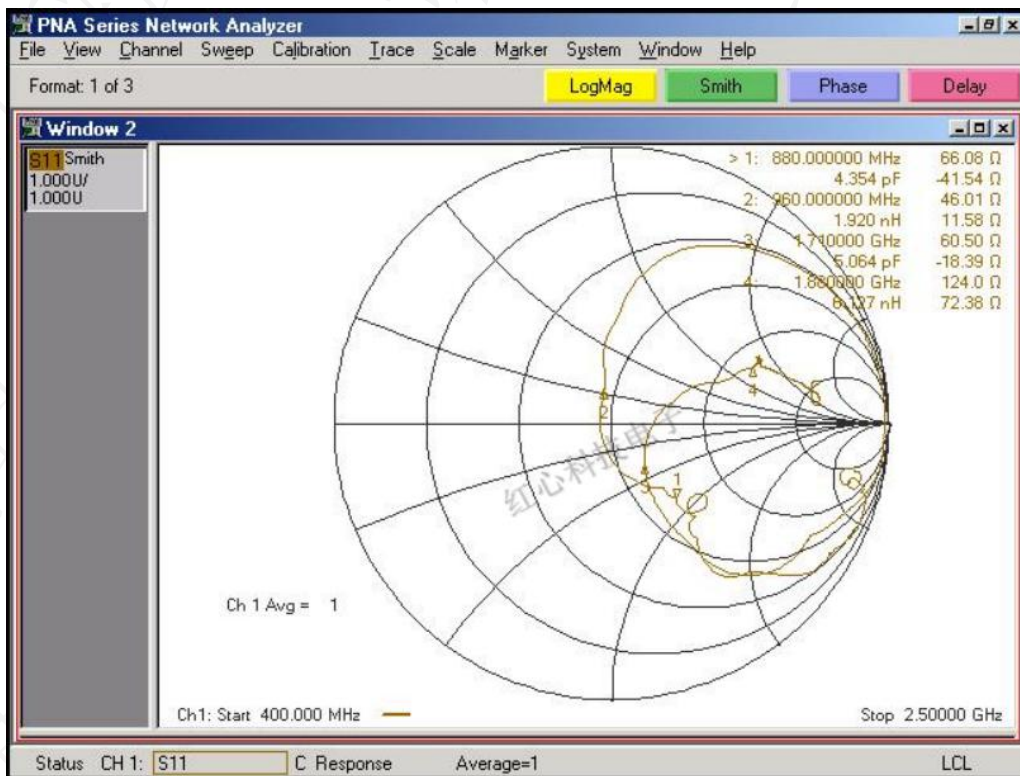 PNA Series Network Analyzer
File View Channel Sweep Calibration Trace Scale Marker System Window Help
Format: 1 of 3 LogMag Smith Phase Delay
Window 2
S11 Smith
1.000U/
1.000U
> 1: 880.000000 MHz 66.08 Ω
4.354 pF -41.54 Ω
2: 960.000000 MHz 46.01 Ω
1.920 nH 11.58 Ω
3: 1.710000 GHz 60.50 Ω
5.064 pF -18.39 Ω
4: 1.880000 GHz 124.0 Ω
6.127 nH 72.38 Ω
4
2
1
3
红心科技电子
Ch 1 Avg = 1
Ch1: Start 400.000 MHz Stop 2.50000 GHz
Status CH 1: S11 C Response Average=1 LCL